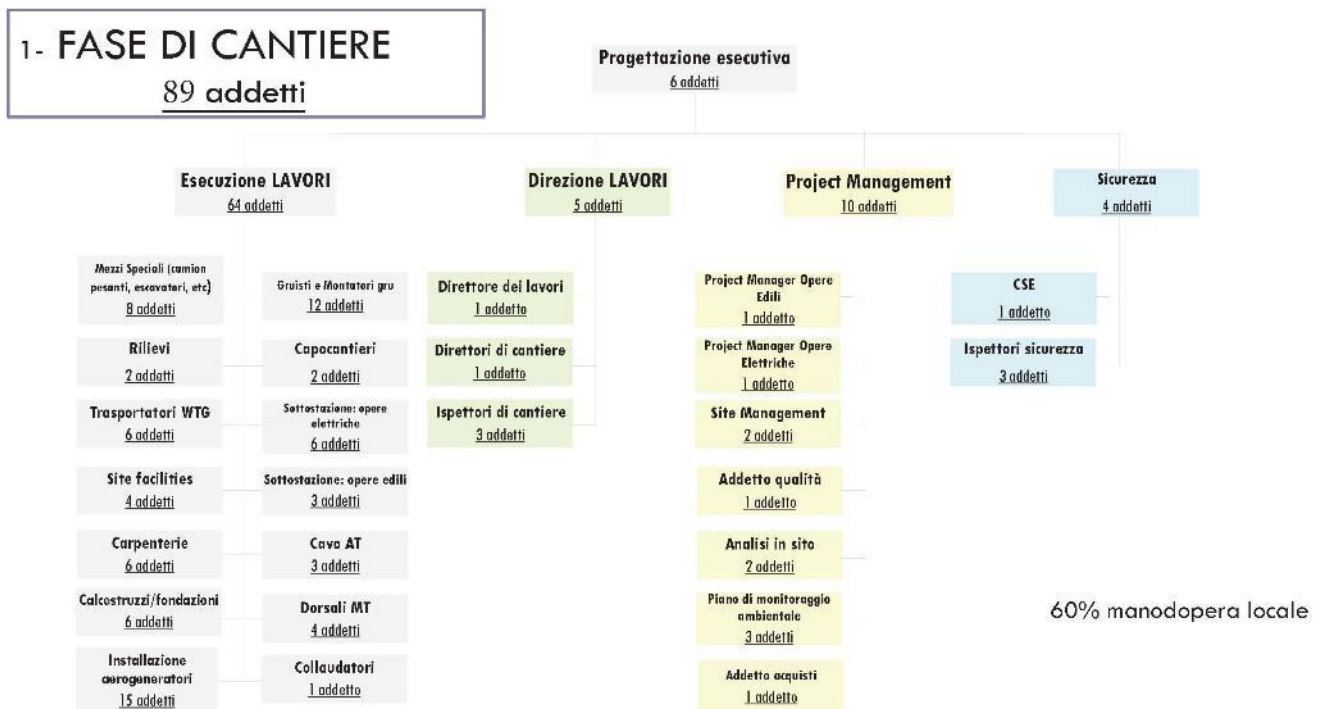 1- FASE DI CANTIERE
89 addetti
Progettazione esecutiva
6 addetti
Esecuzione LAVORI
64 addetti
Direzione LAVORI
5 addetti
Project Management
10 addetti
Sicurezza
4 addetti
Mezzi Speciali (camion
pesanti, escavatori, etc)
8 addetti
Gruisti e Montatori gru
12 addetti
Rilievi
2 addetti
Capocantieri
2 addetti
Trasportatori WTG
6 addetti
Sottostazione: opere
elettriche
6 addetti
Site facilities
4 addetti
Sottostazione: opere edili
3 addetti
Carpenterie
6 addetti
Cavo AT
3 addetti
Calcestruzzi/fondazioni
6 addetti
Dorsali MT
4 addetti
Installazione
aerogeneratori
15 addetti
Collaudatori
1 addetto
Direttore dei lavori
1 addetto
Direttori di cantiere
1 addetto
Ispettori di cantiere
3 addetti
Project Manager Opere
Edili
1 addetto
Project Manager Opere
Elettriche
1 addetto
Site Management
2 addetti
Addetto qualità
1 addetto
Analisi in sito
2 addetti
Piano di monitoraggio
ambientale
3 addetti
Addetto acquisti
1 addetto
CSE
1 addetto
Ispettori sicurezza
3 addetti
60% manodopera locale